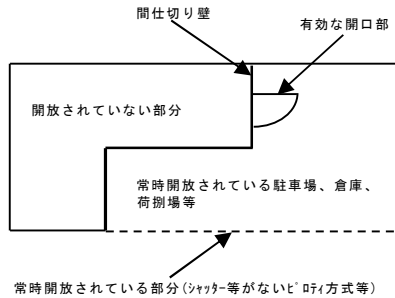 間仕切り壁
有効な開口部
開放されていない部分
常時開放されている駐車場、倉庫、
荷捌場等
常時開放されている部分(ｼｬｯﾀｰ等がないﾋﾟﾛﾃｨ方式等)